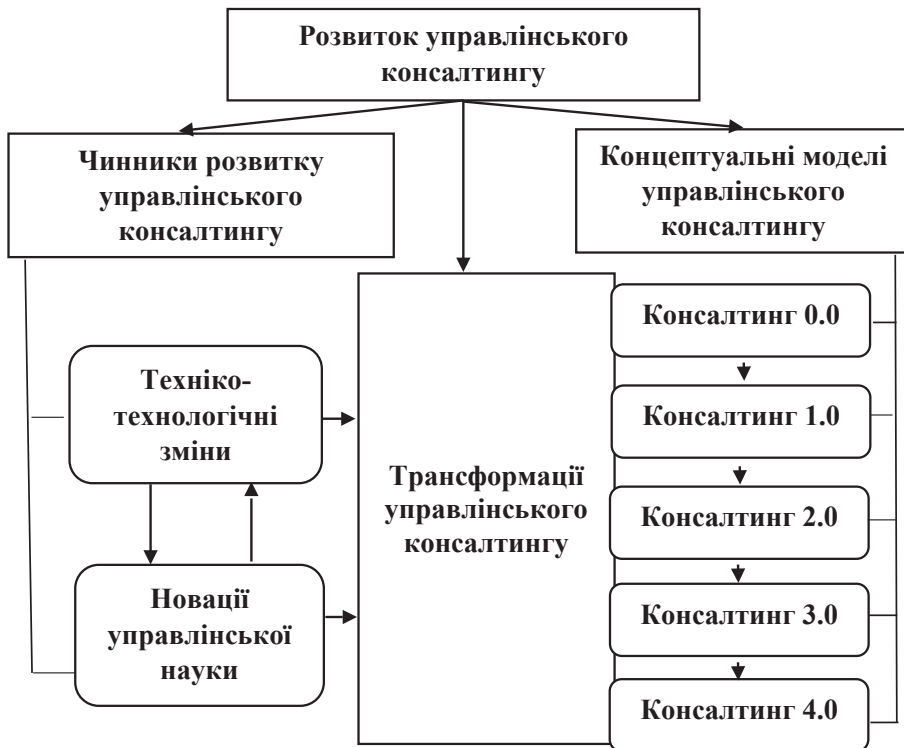 Розвиток управлінського
консалтингу
Чинники розвитку
управлінського
консалтингу
Концептуальні моделі
управлінського
консалтингу
Техніко-
технологічні
зміни
Новації
управлінської
науки
Трансформації
управлінського
консалтингу
Консалтинг 0.0
Консалтинг 1.0
Консалтинг 2.0
Консалтинг 3.0
Консалтинг 4.0